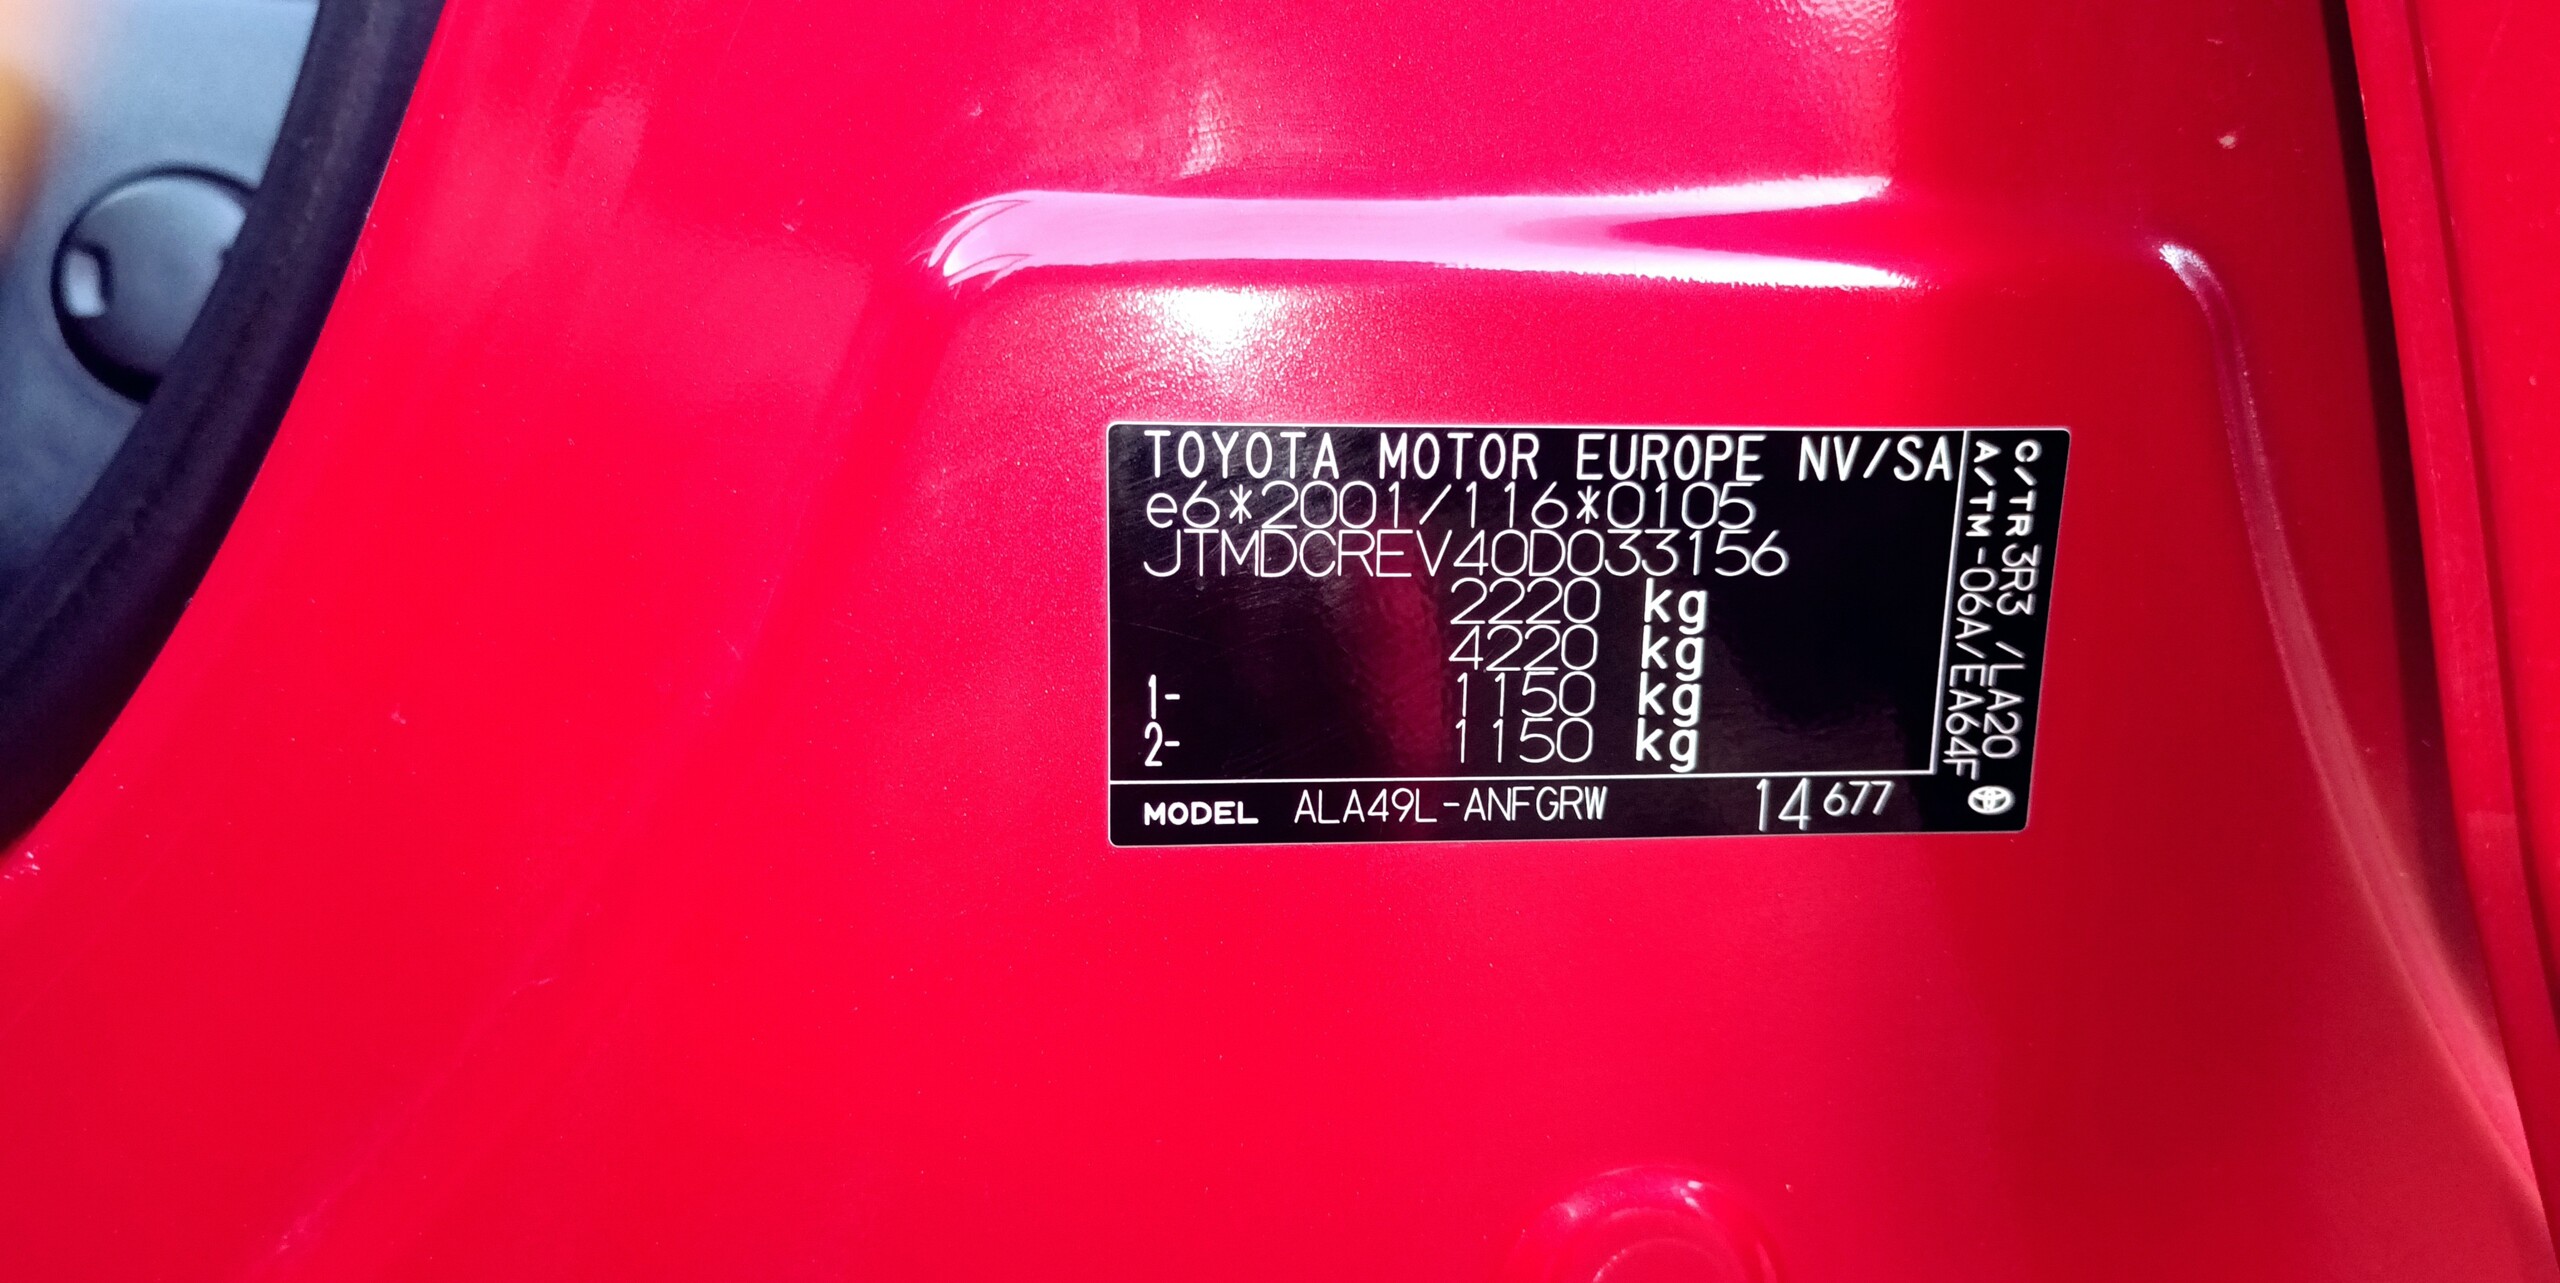 TOYOTA MOTOR EUROPE NV/SA
e6*2001/116*0105
JTMDCREV40D033156
2220 kg
4220 kg
1- 1150 kg
2- 1150 kg
MODEL ALA49L-ANFGRW 14 677
C/TR 3R3 /LA20
A/TM-06A/EA64F